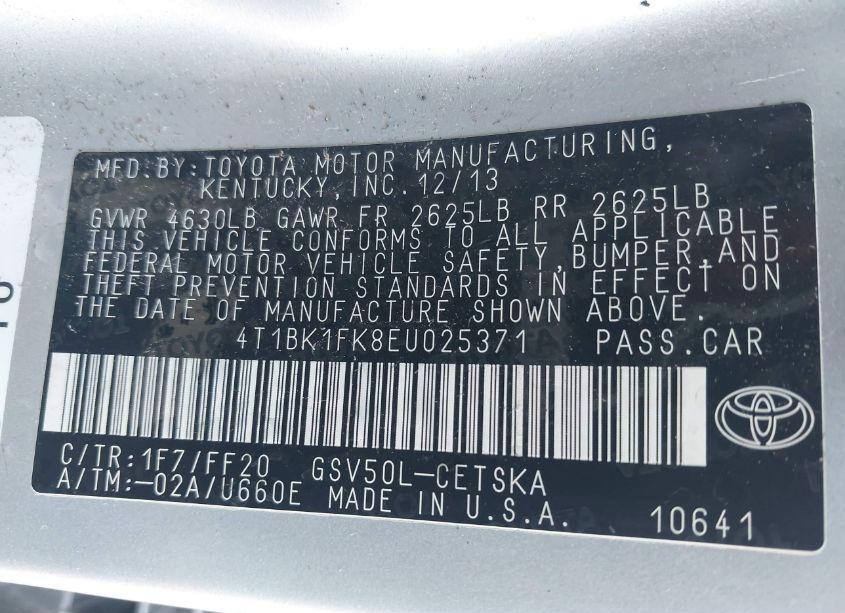 MFD.BY:TOYOTA MOTOR MANUFACTURING,
KENTUCKY,INC.12/13
GVWR 4630LB GAWR FR 2625LB RR 2625LB
THIS VEHICLE CONFORMS TO ALL APPLICABLE
FEDERAL MOTOR VEHICLE SAFETY,BUMPER,AND
THEFT PREVENTION STANDARDS IN EFFECT ON
THE DATE OF MANUFACTURE SHOWN ABOVE.
4T1BK1FK8EU025371 PASS.CAR
C/TR:1F7/FF20 GSV50L-CETSKA
A/TM:-02A/U660E MADE IN U.S.A. 10641